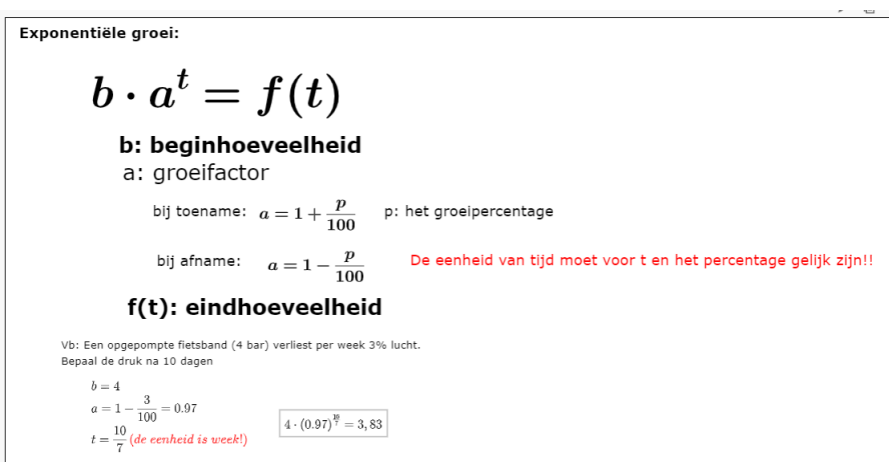 Exponentiële groei:
b · a^t = f(t)
b: beginhoeveelheid
a: groeifactor
bij toename: a = 1 + p/100 p: het groeipercentage
bij afname: a = 1 − p/100 De eenheid van tijd moet voor t en het percentage gelijk zijn!!
f(t): eindhoeveelheid
Vb: Een opgepompte fietsband (4 bar) verliest per week 3% lucht.
Bepaal de druk na 10 dagen
b = 4
a = 1 − 3/100 = 0.97
t = 10/7 (de eenheid is week!)
4 · (0.97)^(10/7) = 3, 83